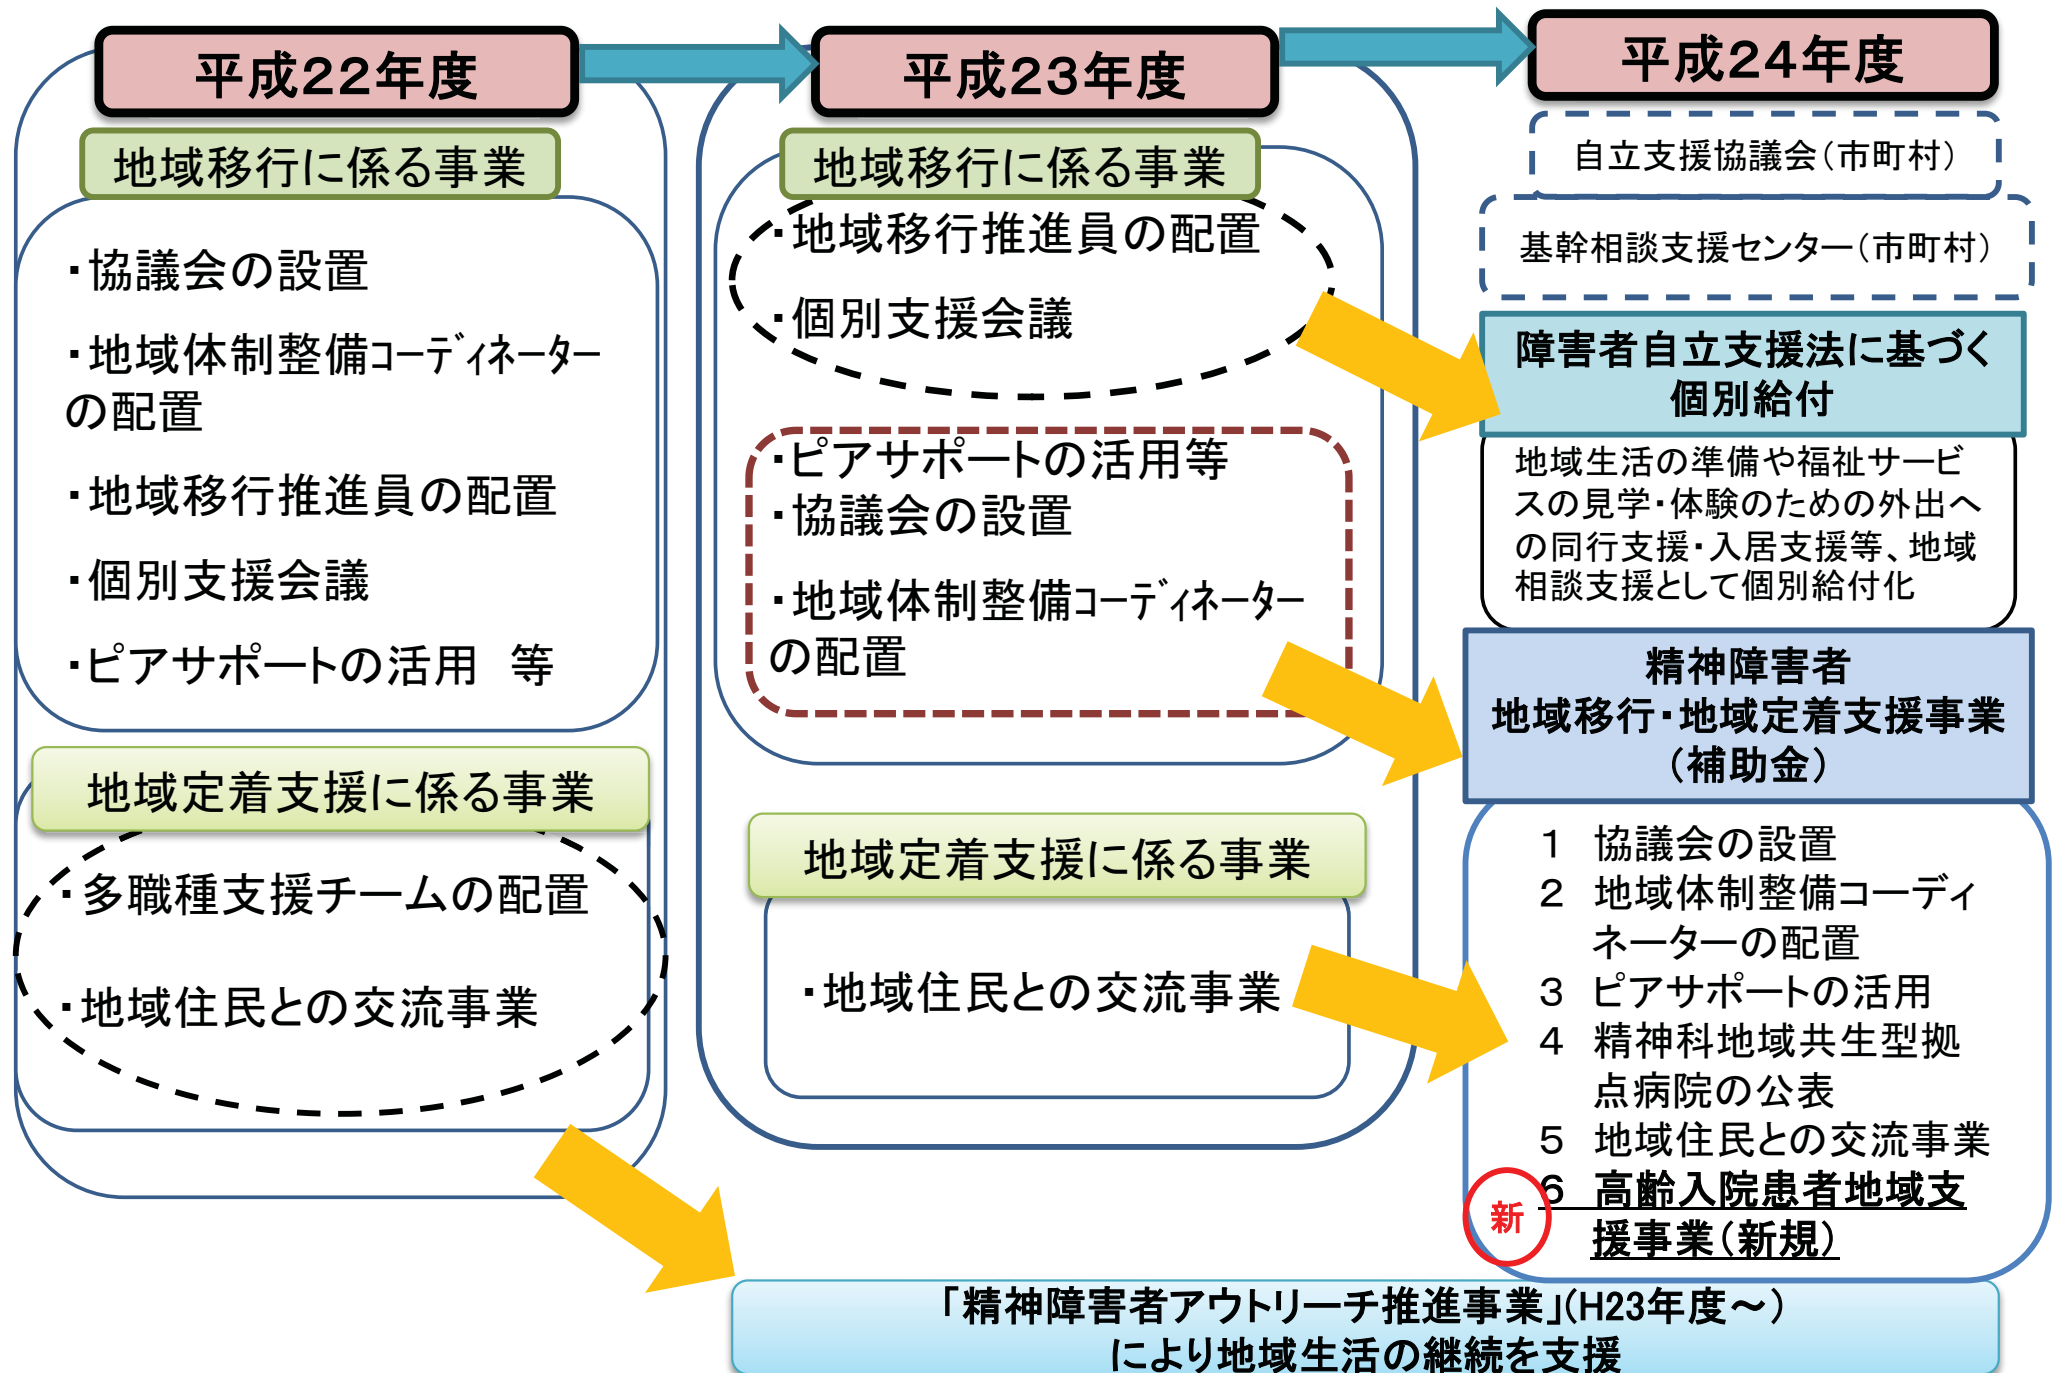 平成２２年度
地域移行に係る事業
・協議会の設置
・地域体制整備ｺｰﾃﾞｨﾈｰﾀｰ
の配置
・地域移行推進員の配置
・個別支援会議
・ピアサポートの活用　等
地域定着支援に係る事業
・多職種支援チームの配置
・地域住民との交流事業
平成２３年度
地域移行に係る事業
・地域移行推進員の配置
・個別支援会議
・ピアサポートの活用等
・協議会の設置
・地域体制整備ｺｰﾃﾞｨﾈｰﾀｰ
の配置
地域定着支援に係る事業
・地域住民との交流事業
平成２４年度
自立支援協議会（市町村）
基幹相談支援センター（市町村）
障害者自立支援法に基づく
個別給付
地域生活の準備や福祉サービ
スの見学・体験のための外出へ
の同行支援・入居支援等、地域
相談支援として個別給付化
精神障害者
地域移行・地域定着支援事業
（補助金）
１　協議会の設置
２　地域体制整備コーディ
ネーターの配置
３　ピアサポートの活用
４　精神科地域共生型拠
点病院の公表
５　地域住民との交流事業
６　高齢入院患者地域支
援事業（新規）
新
「精神障害者アウトリーチ推進事業」（H23年度～）
により地域生活の継続を支援